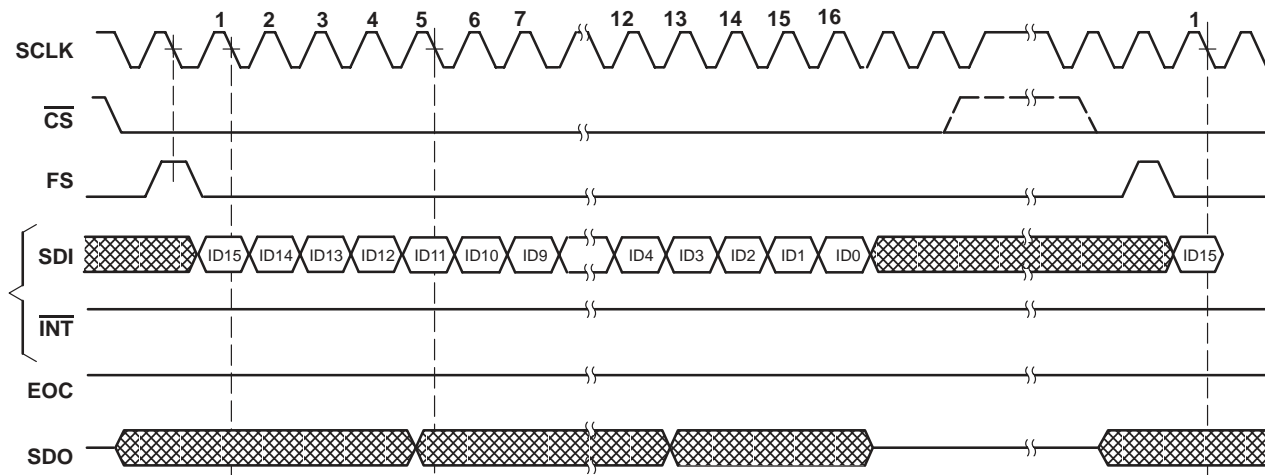 1 2 3 4 5 6 7 12 13 14 15 16 1
SCLK
CS
FS
SDI ID15 ID14 ID13 ID12 ID11 ID10 ID9 ID4 ID3 ID2 ID1 ID0 ID15
INT
EOC
SDO